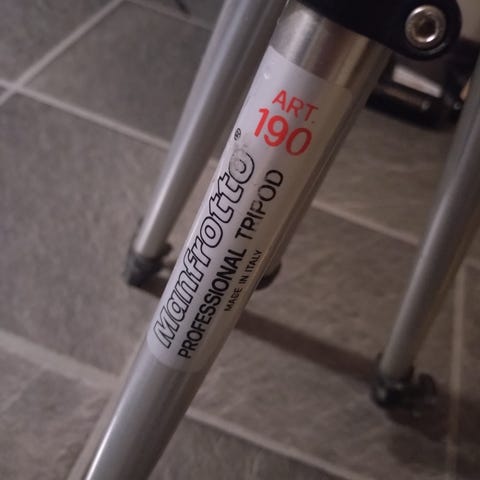 ART.
190
Manfrotto®
PROFESSIONAL TRIPOD
MADE IN ITALY